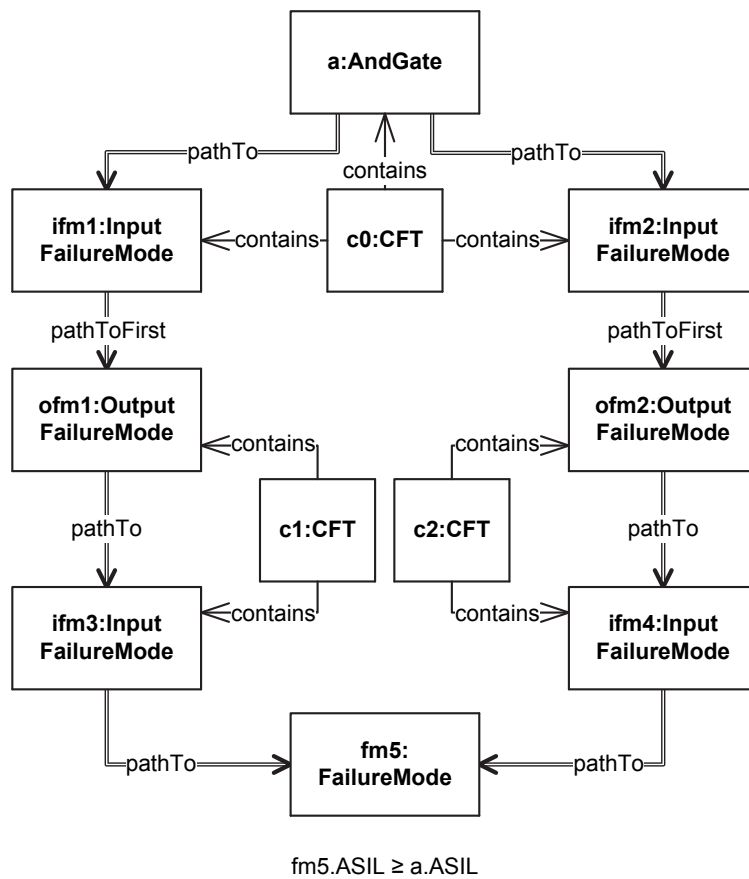 a:AndGate
pathTo
pathTo
contains
ifm1:Input
FailureMode
contains
c0:CFT
contains
ifm2:Input
FailureMode
pathToFirst
pathToFirst
ofm1:Output
FailureMode
contains
contains
ofm2:Output
FailureMode
pathTo
c1:CFT
c2:CFT
pathTo
ifm3:Input
FailureMode
contains
contains
ifm4:Input
FailureMode
pathTo
fm5:
FailureMode
pathTo
fm5.ASIL ≥ a.ASIL